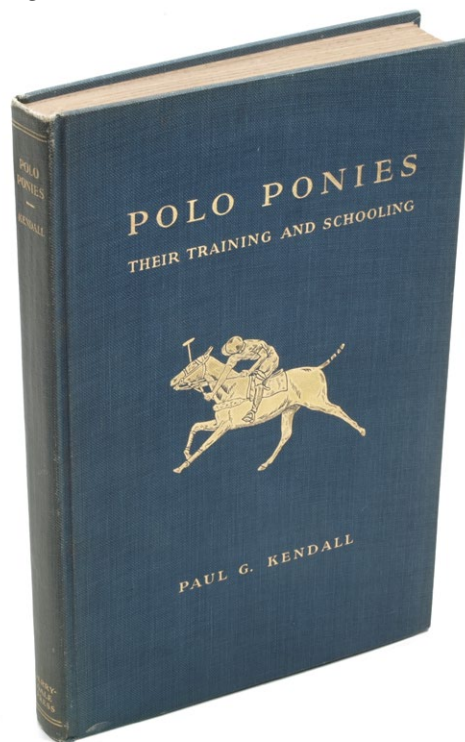 POLO PONIES
THEIR TRAINING AND SCHOOLING
PAUL G. KENDALL
POLO
PONIES
KENDALL